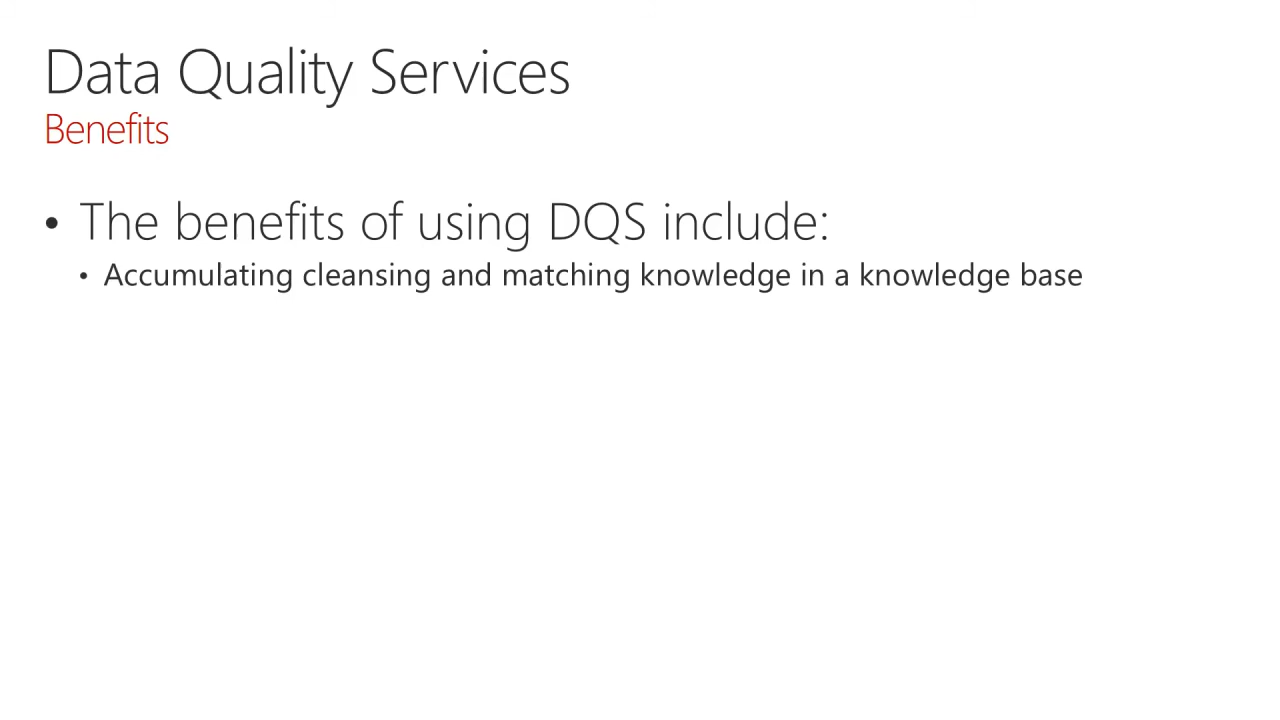 Data Quality Services
Benefits
• The benefits of using DQS include:
• Accumulating cleansing and matching knowledge in a knowledge base